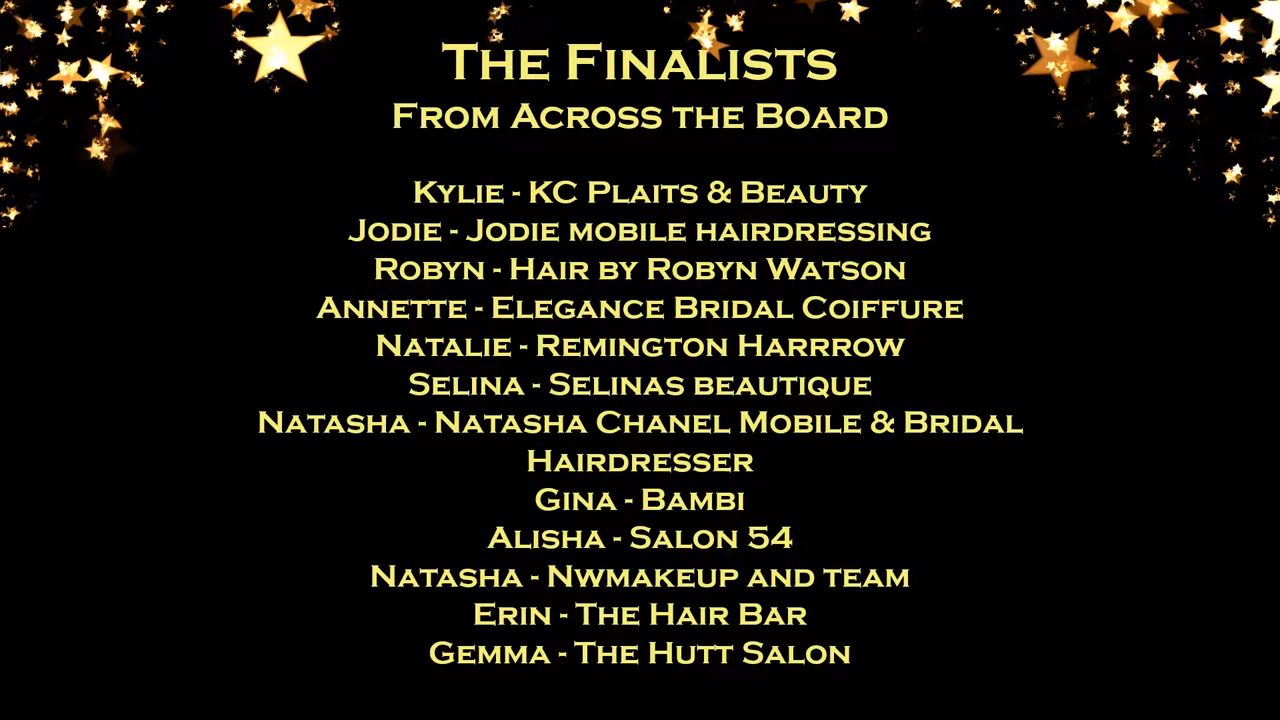 The Finalists
From Across the Board
Kylie - KC Plaits & Beauty
Jodie - Jodie mobile hairdressing
Robyn - Hair by Robyn Watson
Annette - Elegance Bridal Coiffure
Natalie - Remington Harrrow
Selina - Selinas beautique
Natasha - Natasha Chanel Mobile & Bridal
Hairdresser
Gina - Bambi
Alisha - Salon 54
Natasha - Nwmakeup and team
Erin - The Hair Bar
Gemma - The Hutt Salon